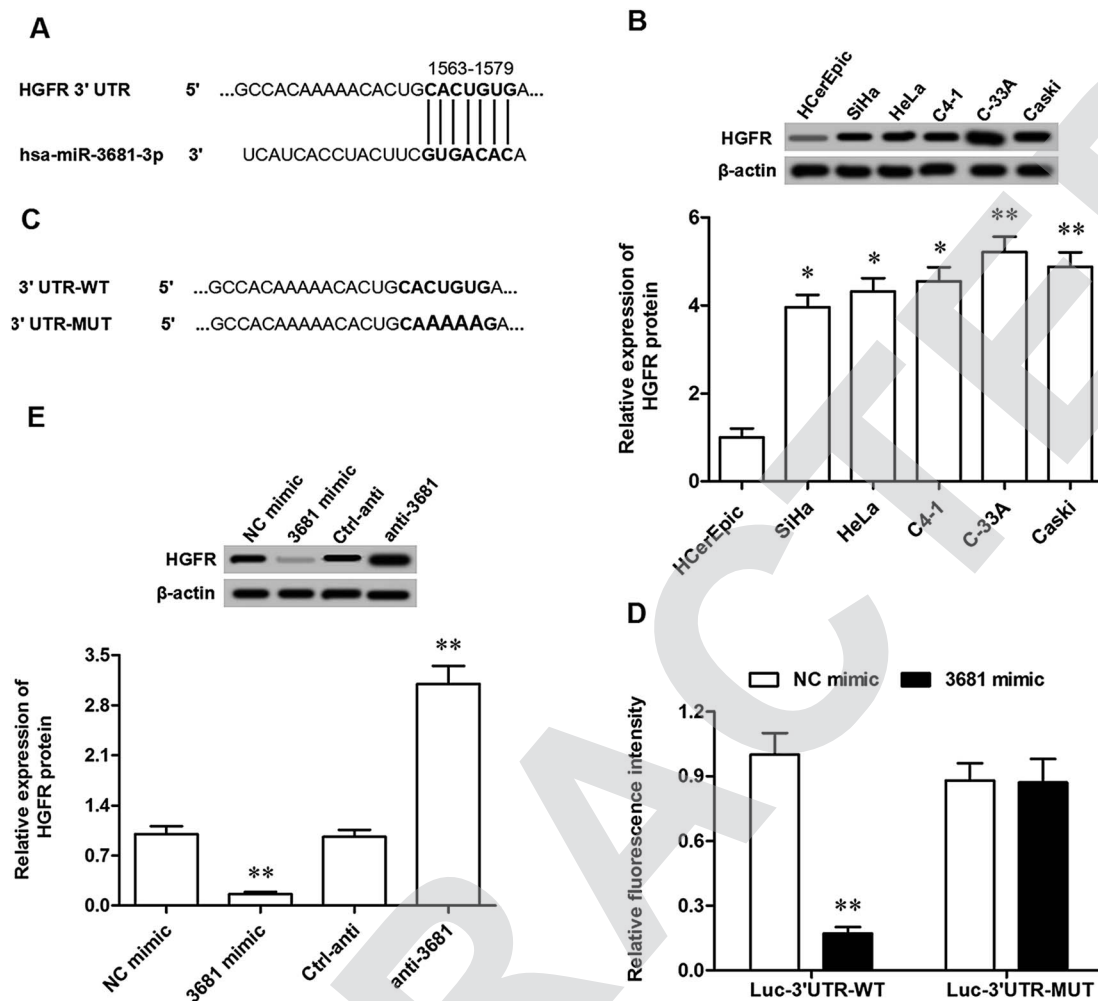 A
1563-1579
HGFR 3' UTR 5' ...GCCACAAAAACACUGCACUGUGA...
hsa-miR-3681-3p 3' UCAUCACCUACUUCGUGACACA
C
3' UTR-WT 5' ...GCCACAAAAACACUGCACUGUGA...
3' UTR-MUT 5' ...GCCACAAAAACACUGCAAAAAGA...
B
HCerEpic SiHa HeLa C4-1 C-33A Caski
HGFR
β-actin
Relative expression of
HGFR protein
6
4
2
0
* * * ** **
HCerEpic SiHa HeLa C4-1 C-33A Caski
E
NC mimic 3681 mimic Ctrl-anti anti-3681
HGFR
β-actin
Relative expression of
HGFR protein
3.5
2.8
2.1
1.4
0.7
0.0
** **
NC mimic 3681 mimic Ctrl-anti anti-3681
D
NC mimic 3681 mimic
Relative fluorescence intensity
1.2
0.9
0.6
0.3
0.0
**
Luc-3'UTR-WT Luc-3'UTR-MUT